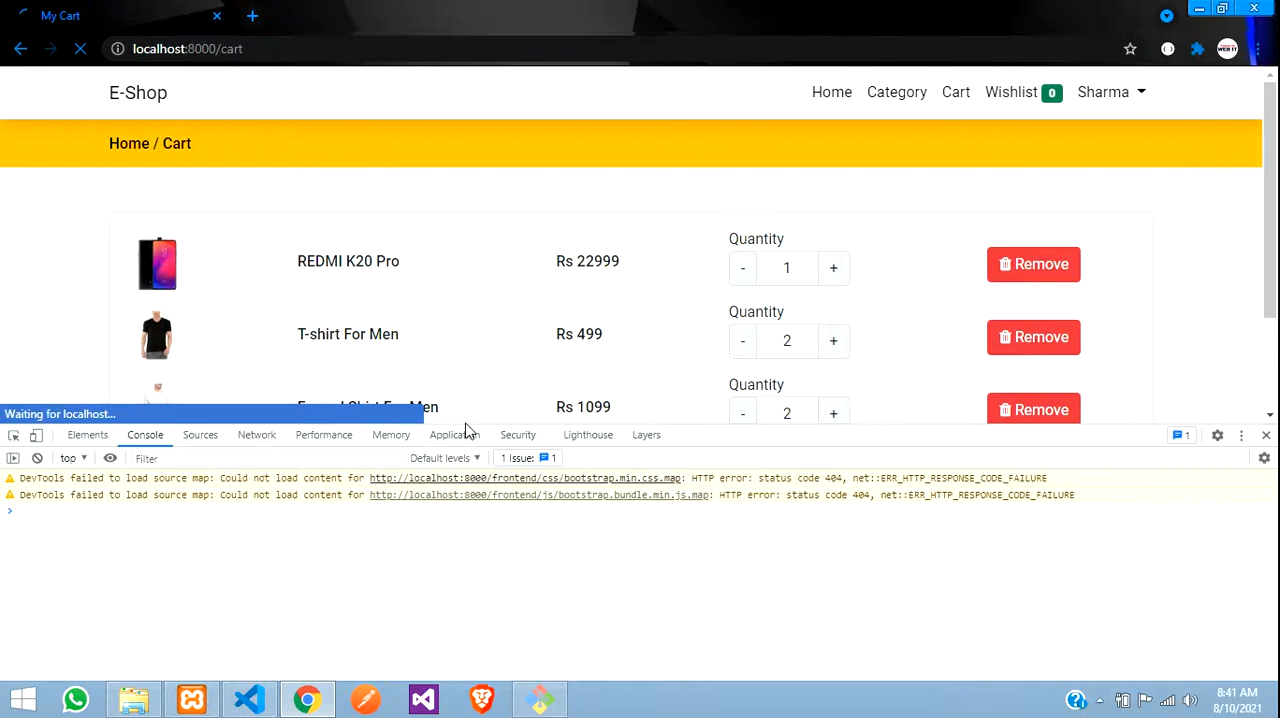 My Cart
localhost:8000/cart
E-Shop
Home Category Cart Wishlist 0 Sharma
Home / Cart
REDMI K20 Pro Rs 22999 Quantity - 1 + Remove
T-shirt For Men Rs 499 Quantity - 2 + Remove
Formal Shirt For Men Rs 1099 Quantity - 2 + Remove
Waiting for localhost...
Elements Console Sources Network Performance Memory Application Security Lighthouse Layers 1
top Filter Default levels 1 Issue: 1
DevTools failed to load source map: Could not load content for http://localhost:8000/frontend/css/bootstrap.min.css.map: HTTP error: status code 404, net::ERR_HTTP_RESPONSE_CODE_FAILURE
DevTools failed to load source map: Could not load content for http://localhost:8000/frontend/js/bootstrap.bundle.min.js.map: HTTP error: status code 404, net::ERR_HTTP_RESPONSE_CODE_FAILURE
8:41 AM
8/10/2021